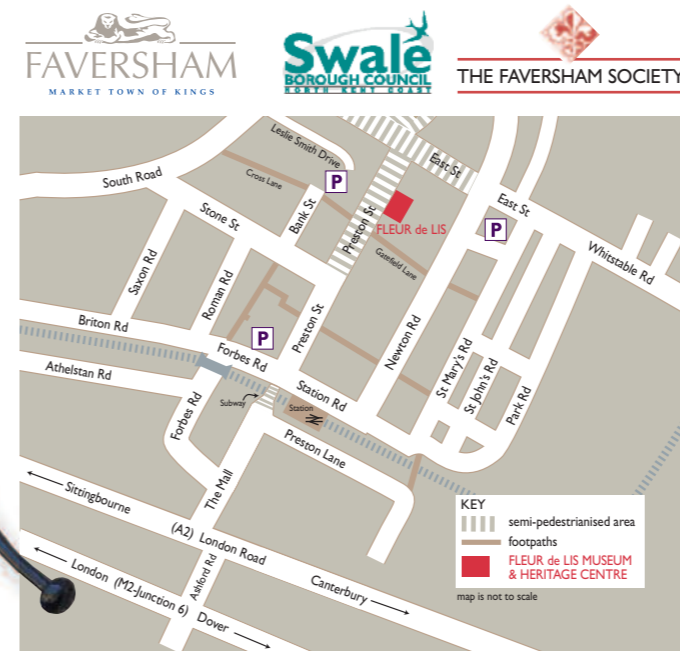 FAVERSHAM
MARKET TOWN OF KINGS
Swale
BOROUGH COUNCIL
NORTH KENT COAST
THE FAVERSHAM SOCIETY
Leslie Smith Drive
East St
South Road
Cross Lane
P
Stone St
Bank St
Preston St
FLEUR de LIS
East St
P
Whitstable Rd
Gatefield Lane
Saxon Rd
Roman Rd
Briton Rd
P
Preston St
Newton Rd
Forbes Rd
Athelstan Rd
Station Rd
St Mary's Rd
St John's Rd
Park Rd
Forbes Rd
Subway
Station
Preston Lane
The Mall
Sittingbourne
(A2) London Road
Canterbury
Ashford Rd
London (M2-Junction 6) Dover
KEY
semi-pedestrianised area
footpaths
FLEUR de LIS MUSEUM
& HERITAGE CENTRE
map is not to scale